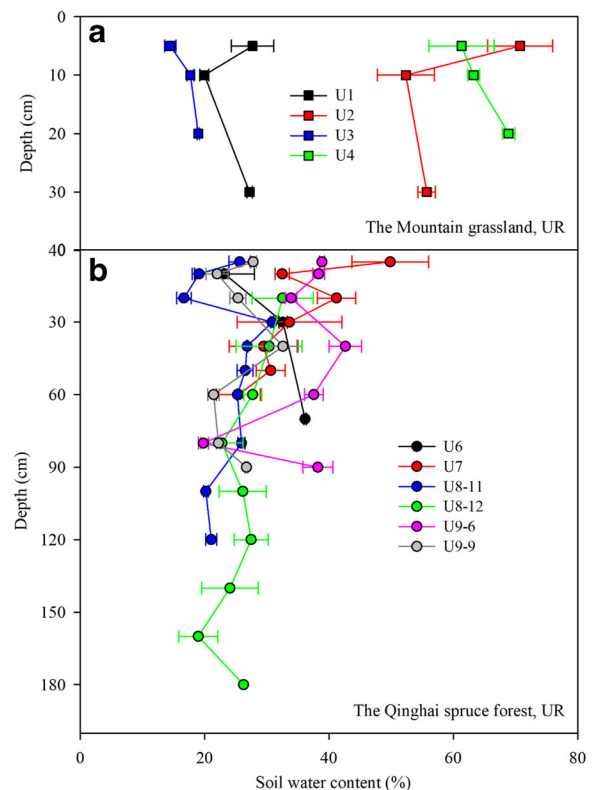 a
0
10
20
30
40
Depth (cm)
U1
U2
U3
U4
The Mountain grassland, UR
b
30
60
90
120
150
180
Depth (cm)
U6
U7
U8-11
U8-12
U9-6
U9-9
The Qinghai spruce forest, UR
0 20 40 60 80
Soil water content (%)